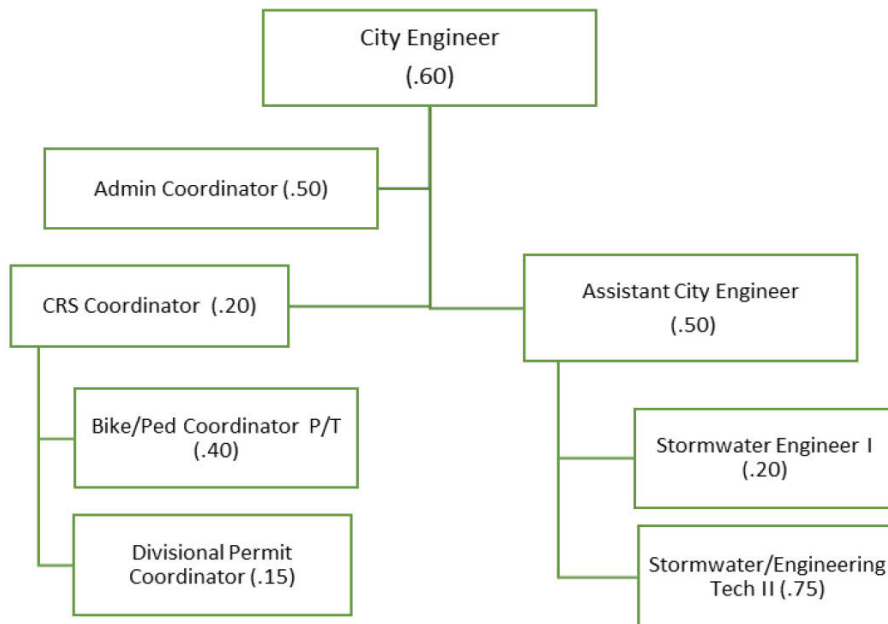 City Engineer
(.60)
Admin Coordinator (.50)
CRS Coordinator (.20)
Assistant City Engineer
(.50)
Bike/Ped Coordinator P/T
(.40)
Stormwater Engineer I
(.20)
Divisional Permit
Coordinator (.15)
Stormwater/Engineering
Tech II (.75)